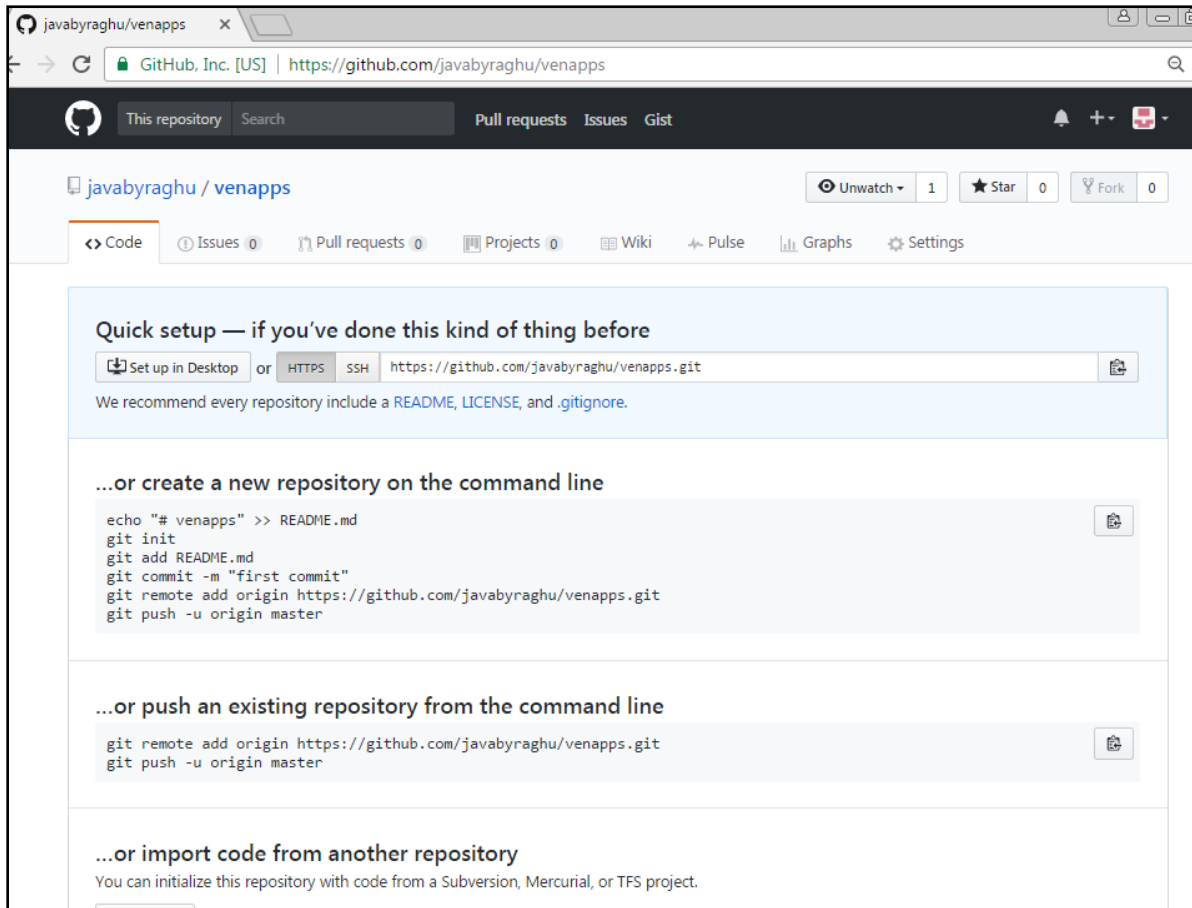 javabyraghu/venapps
GitHub, Inc. [US] | https://github.com/javabyraghu/venapps
This repository Search Pull requests Issues Gist
javabyraghu / venapps Unwatch 1 Star 0 Fork 0
Code Issues 0 Pull requests 0 Projects 0 Wiki Pulse Graphs Settings
Quick setup — if you've done this kind of thing before
Set up in Desktop or HTTPS SSH https://github.com/javabyraghu/venapps.git
We recommend every repository include a README, LICENSE, and .gitignore.
…or create a new repository on the command line
echo "# venapps" >> README.md
git init
git add README.md
git commit -m "first commit"
git remote add origin https://github.com/javabyraghu/venapps.git
git push -u origin master
…or push an existing repository from the command line
git remote add origin https://github.com/javabyraghu/venapps.git
git push -u origin master
…or import code from another repository
You can initialize this repository with code from a Subversion, Mercurial, or TFS project.